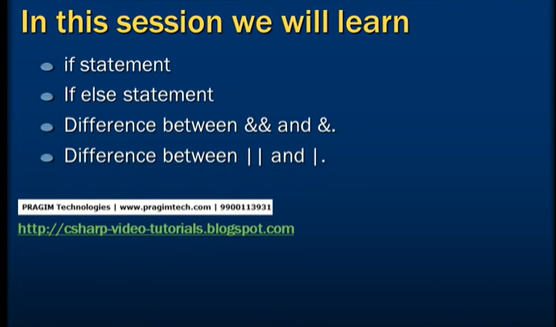 In this session we will learn
if statement
If else statement
Difference between && and &.
Difference between || and |.
PRAGIM Technologies | www.pragimtech.com | 9900113931
http://csharp-video-tutorials.blogspot.com